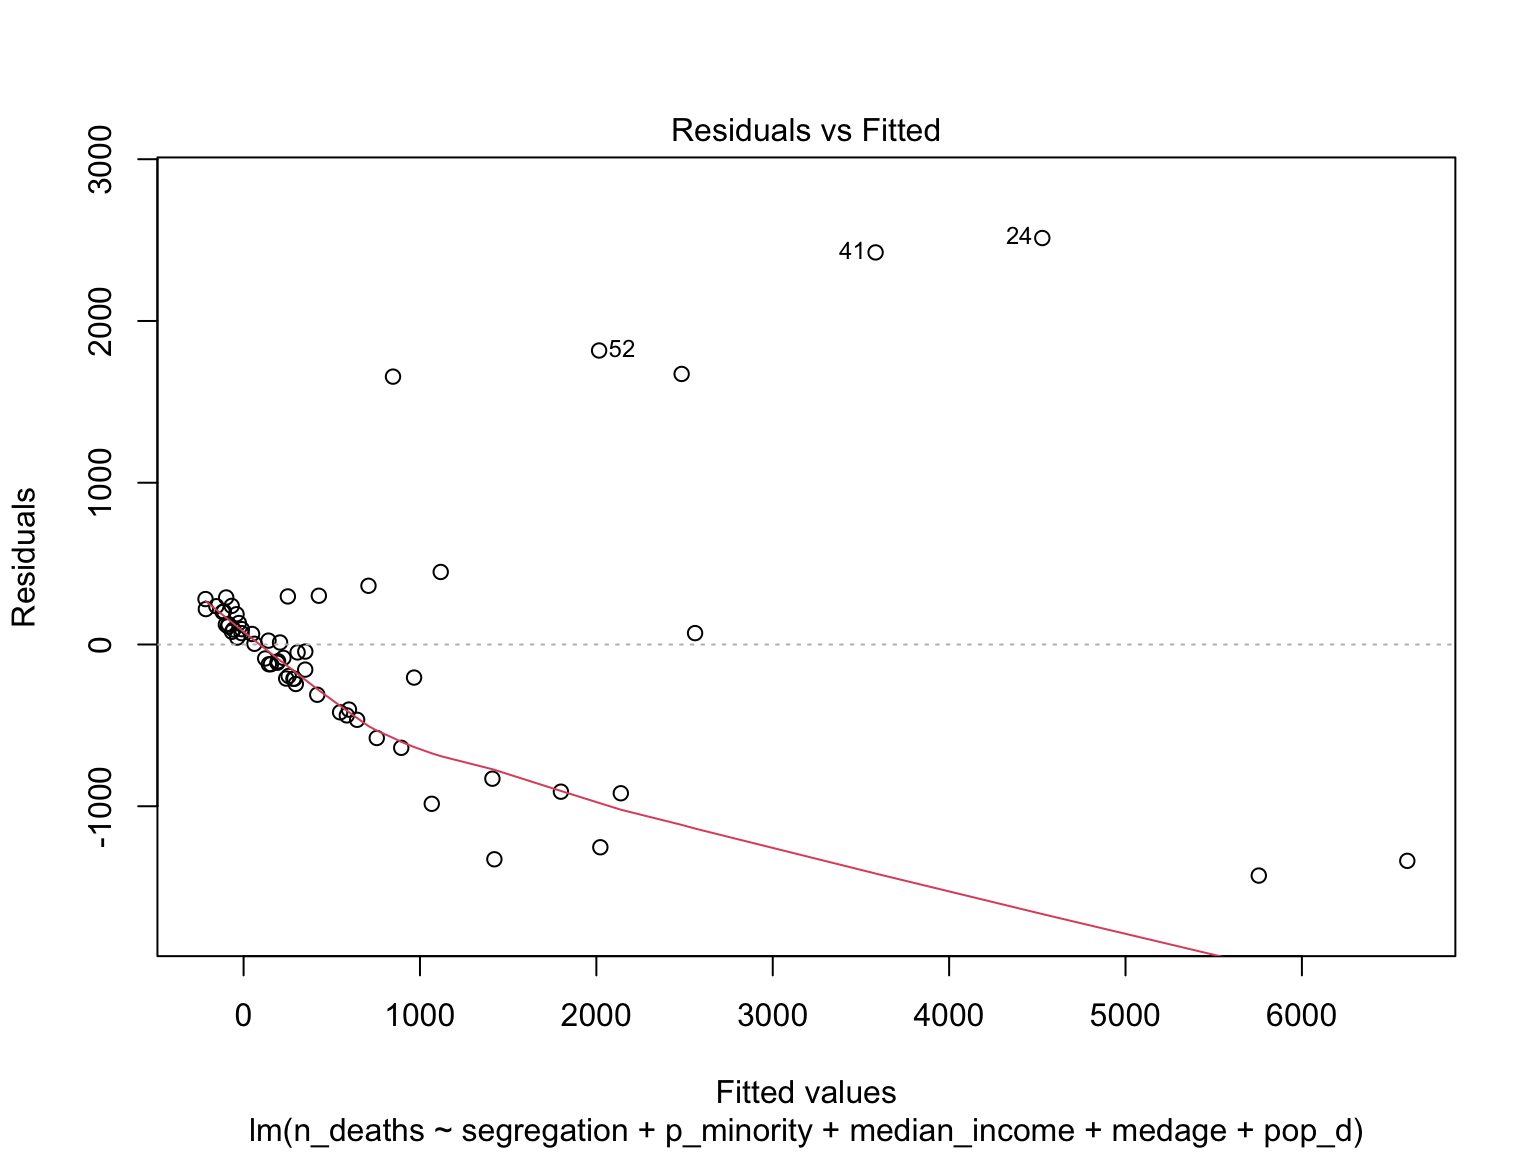 Residuals vs Fitted
3000
2000
1000
0
-1000
Residuals
41
24
52
0 1000 2000 3000 4000 5000 6000
Fitted values
lm(n_deaths ~ segregation + p_minority + median_income + medage + pop_d)